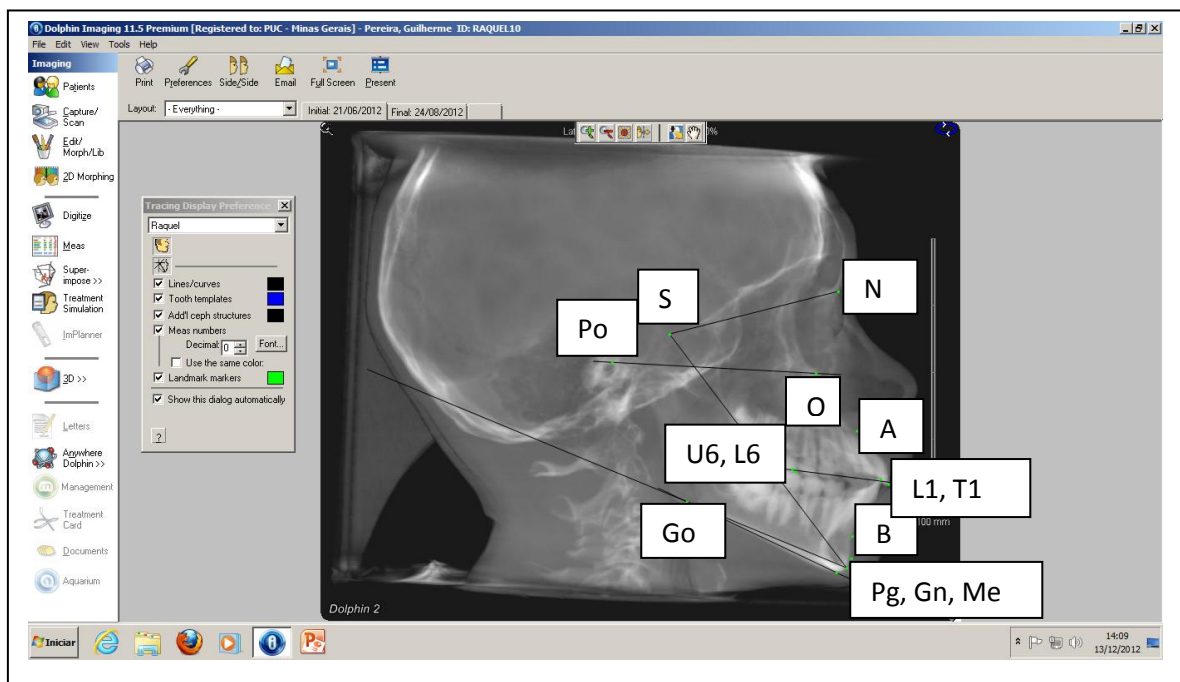 Dolphin Imaging 11.5 Premium [Registered to: PUC - Minas Gerais] - Pereira, Guilherme ID: RAQUEL10
File Edit View Tools Help
Imaging
Patients
Capture/
Scan
Edit/
Morph/Lib
2D Morphing
Digitize
Meas
Super-
impose >>
Treatment
Simulation
ImPlanner
3D >>
Letters
Anywhere
Dolphin >>
Management
Treatment
Card
Documents
Aquarium
Print Preferences Side/Side Email Full Screen Present
Layout: - Everything - Initial: 21/06/2012 Final: 24/08/2012
Lat
0%
Tracing Display Preference
Raquel
Lines/curves
Tooth templates
Add'l ceph structures
Meas numbers
Decimal: 0 Font...
Use the same color.
Landmark markers
Show this dialog automatically
?
S
N
Po
O
A
U6, L6
L1, T1
Go
B
100 mm
Pg, Gn, Me
Dolphin 2
Iniciar
14:09
13/12/2012